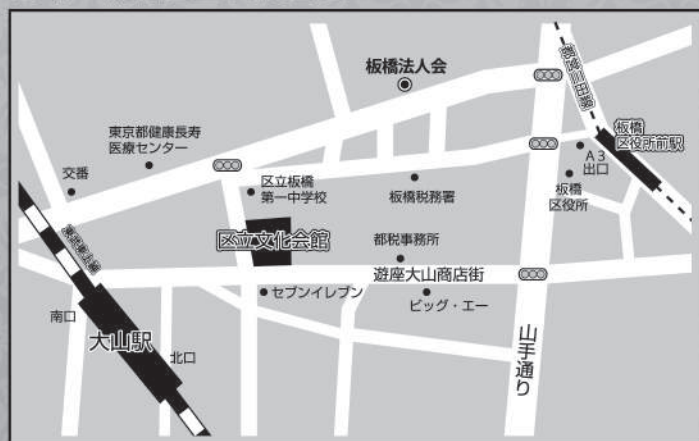 板橋法人会
都営三田線
東京都健康長寿
医療センター
交番
区立板橋
第一中学校
板橋税務署
A3
出口
板橋
区役所
板橋
区役所前駅
区立文化会館
都税事務所
遊座大山商店街
東武東上線
セブンイレブン
ビッグ・エー
南口
大山駅
北口
山手通り